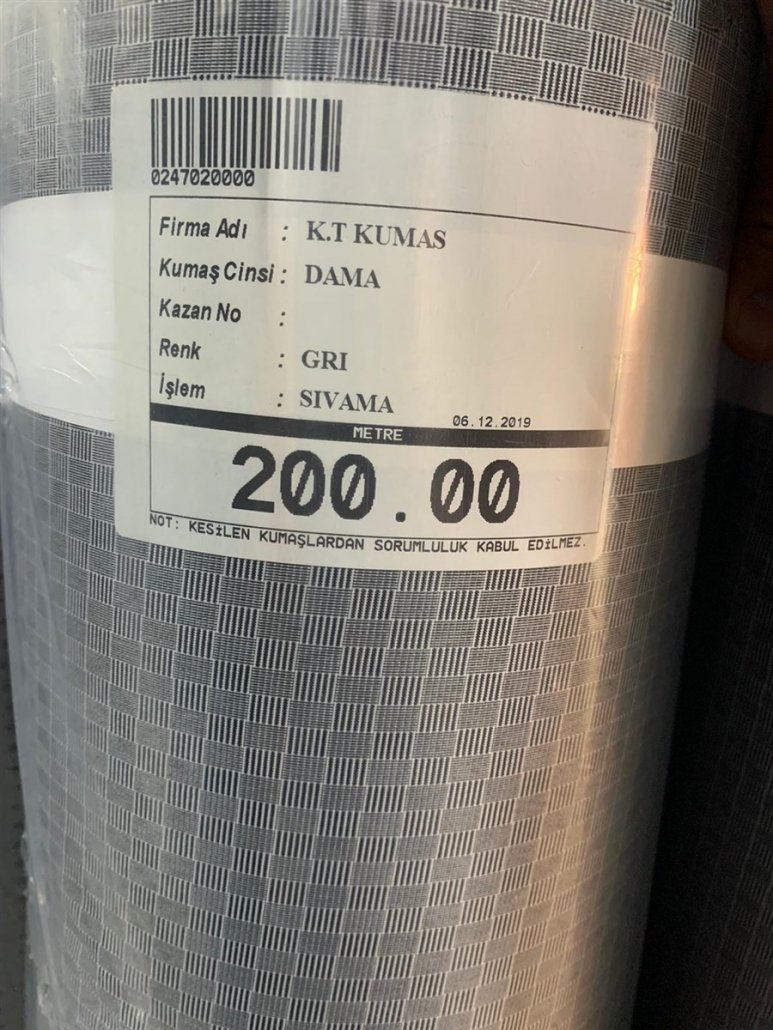 0247020000
Firma Adı : K.T KUMAS
Kumaş Cinsi : DAMA
Kazan No :
Renk : GRI
İşlem : SIVAMA
06.12.2019
METRE
200.00
NOT: KESİLEN KUMAŞLARDAN SORUMLULUK KABUL EDİLMEZ.